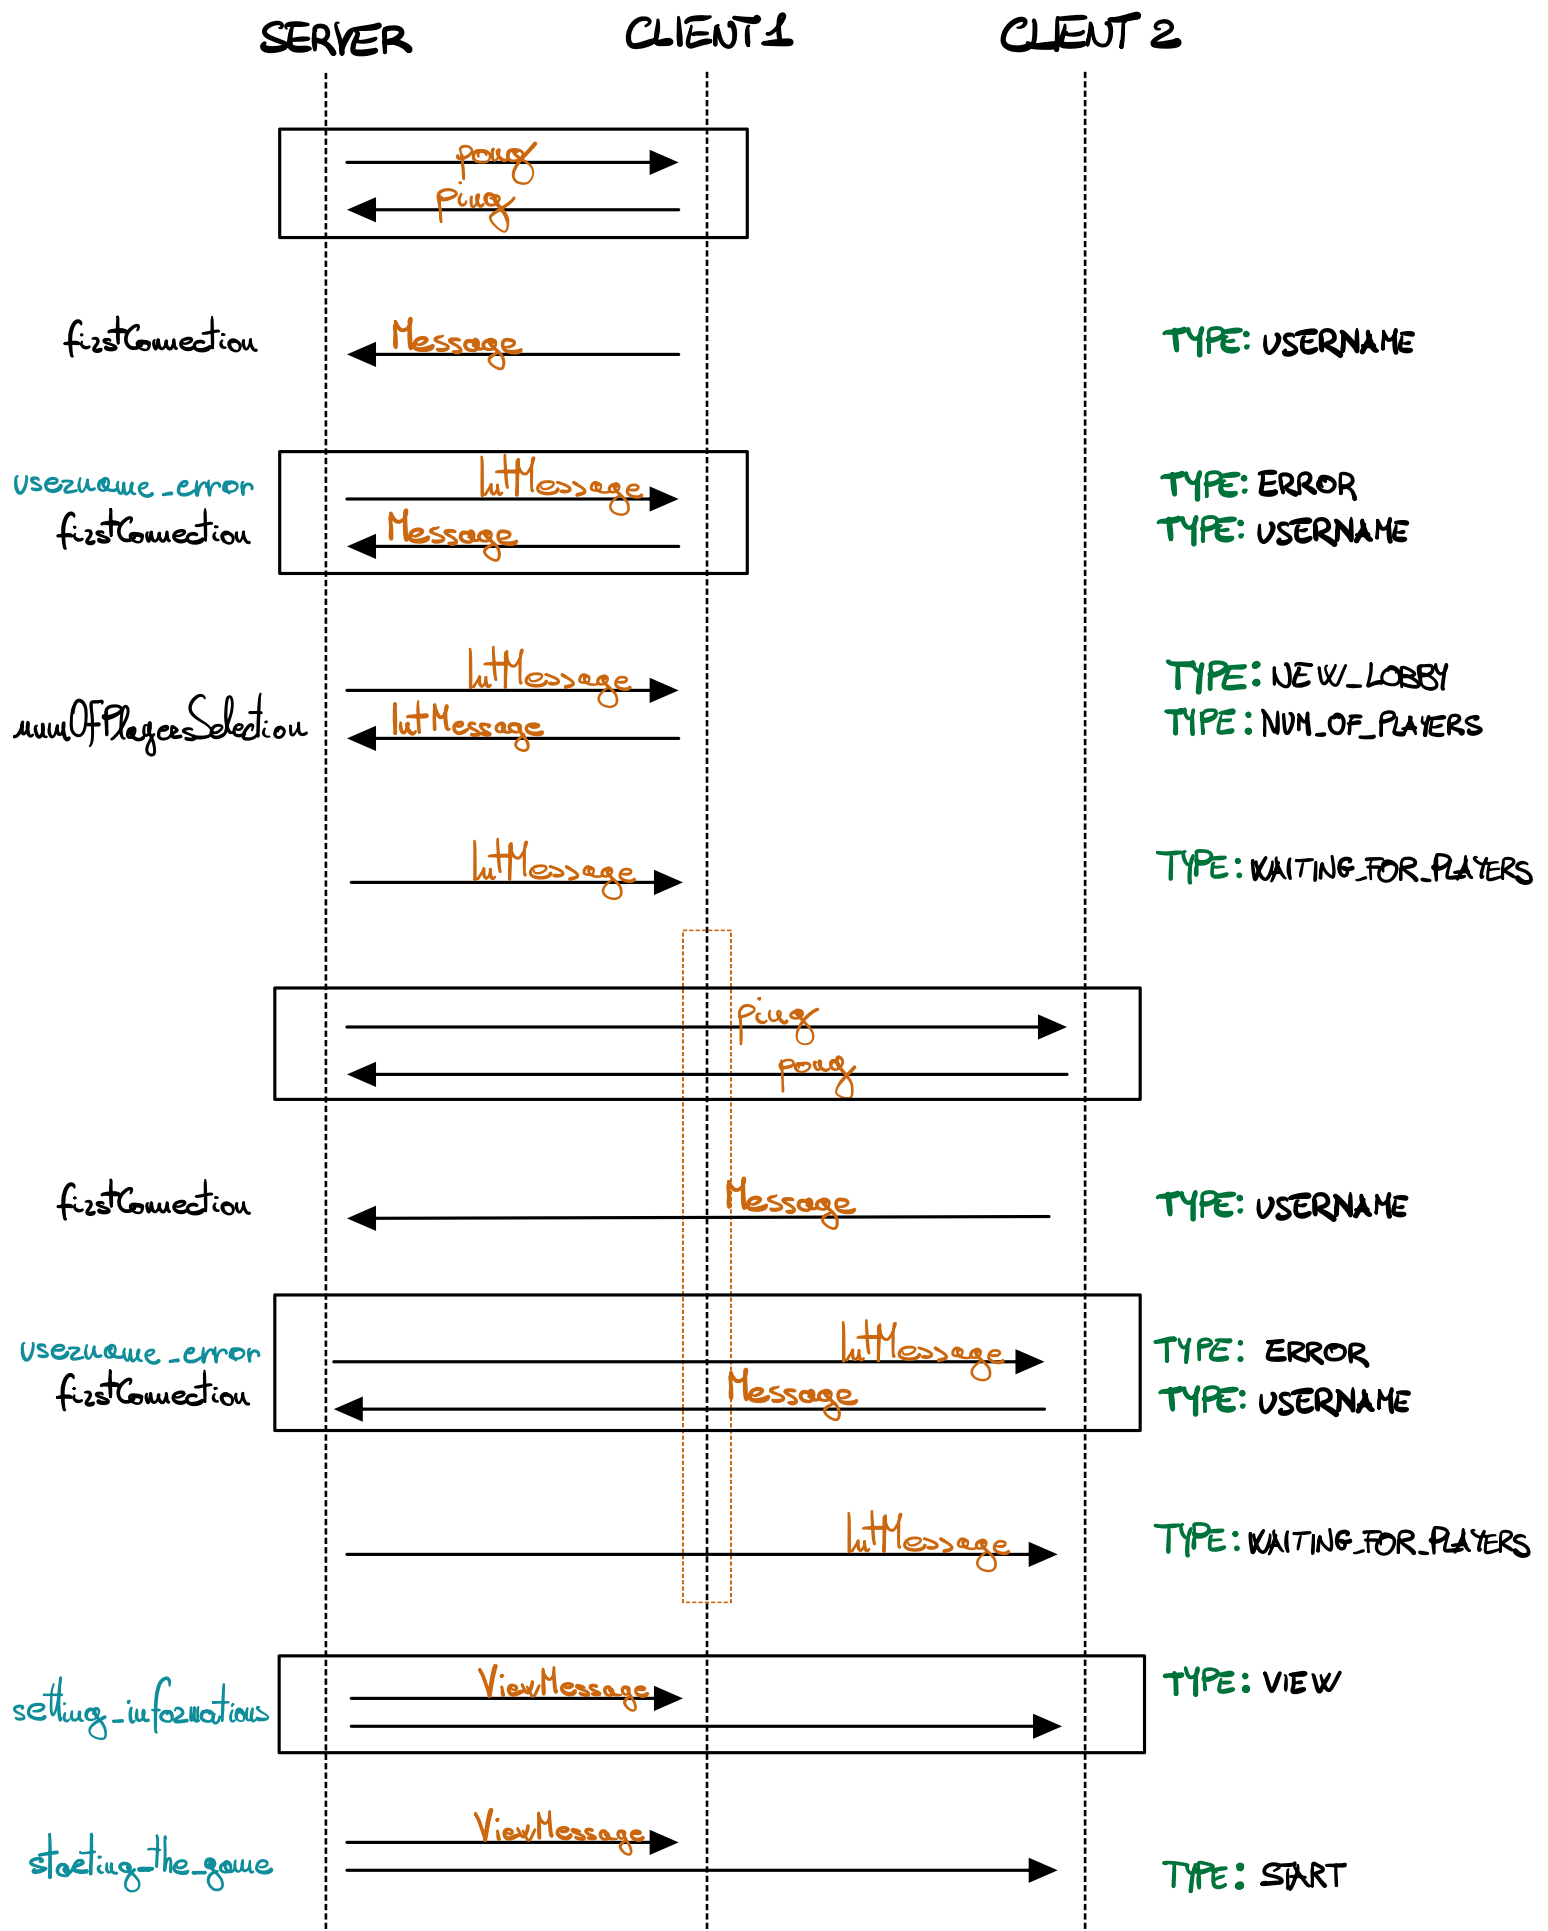 SERVER CLIENT 1 CLIENT 2
pong
ping
firstConnection Message TYPE: USERNAME
username_error IntMessage TYPE: ERROR
firstConnection Message TYPE: USERNAME
IntMessage TYPE: NEW_LOBBY
numOfPlayersSelection IntMessage TYPE: NUM_OF_PLAYERS
IntMessage TYPE: WAITING_FOR_PLAYERS
ping
pong
firstConnection Message TYPE: USERNAME
username_error IntMessage TYPE: ERROR
firstConnection Message TYPE: USERNAME
IntMessage TYPE: WAITING_FOR_PLAYERS
setting_informations ViewMessage TYPE: VIEW
starting_the_game ViewMessage TYPE: START